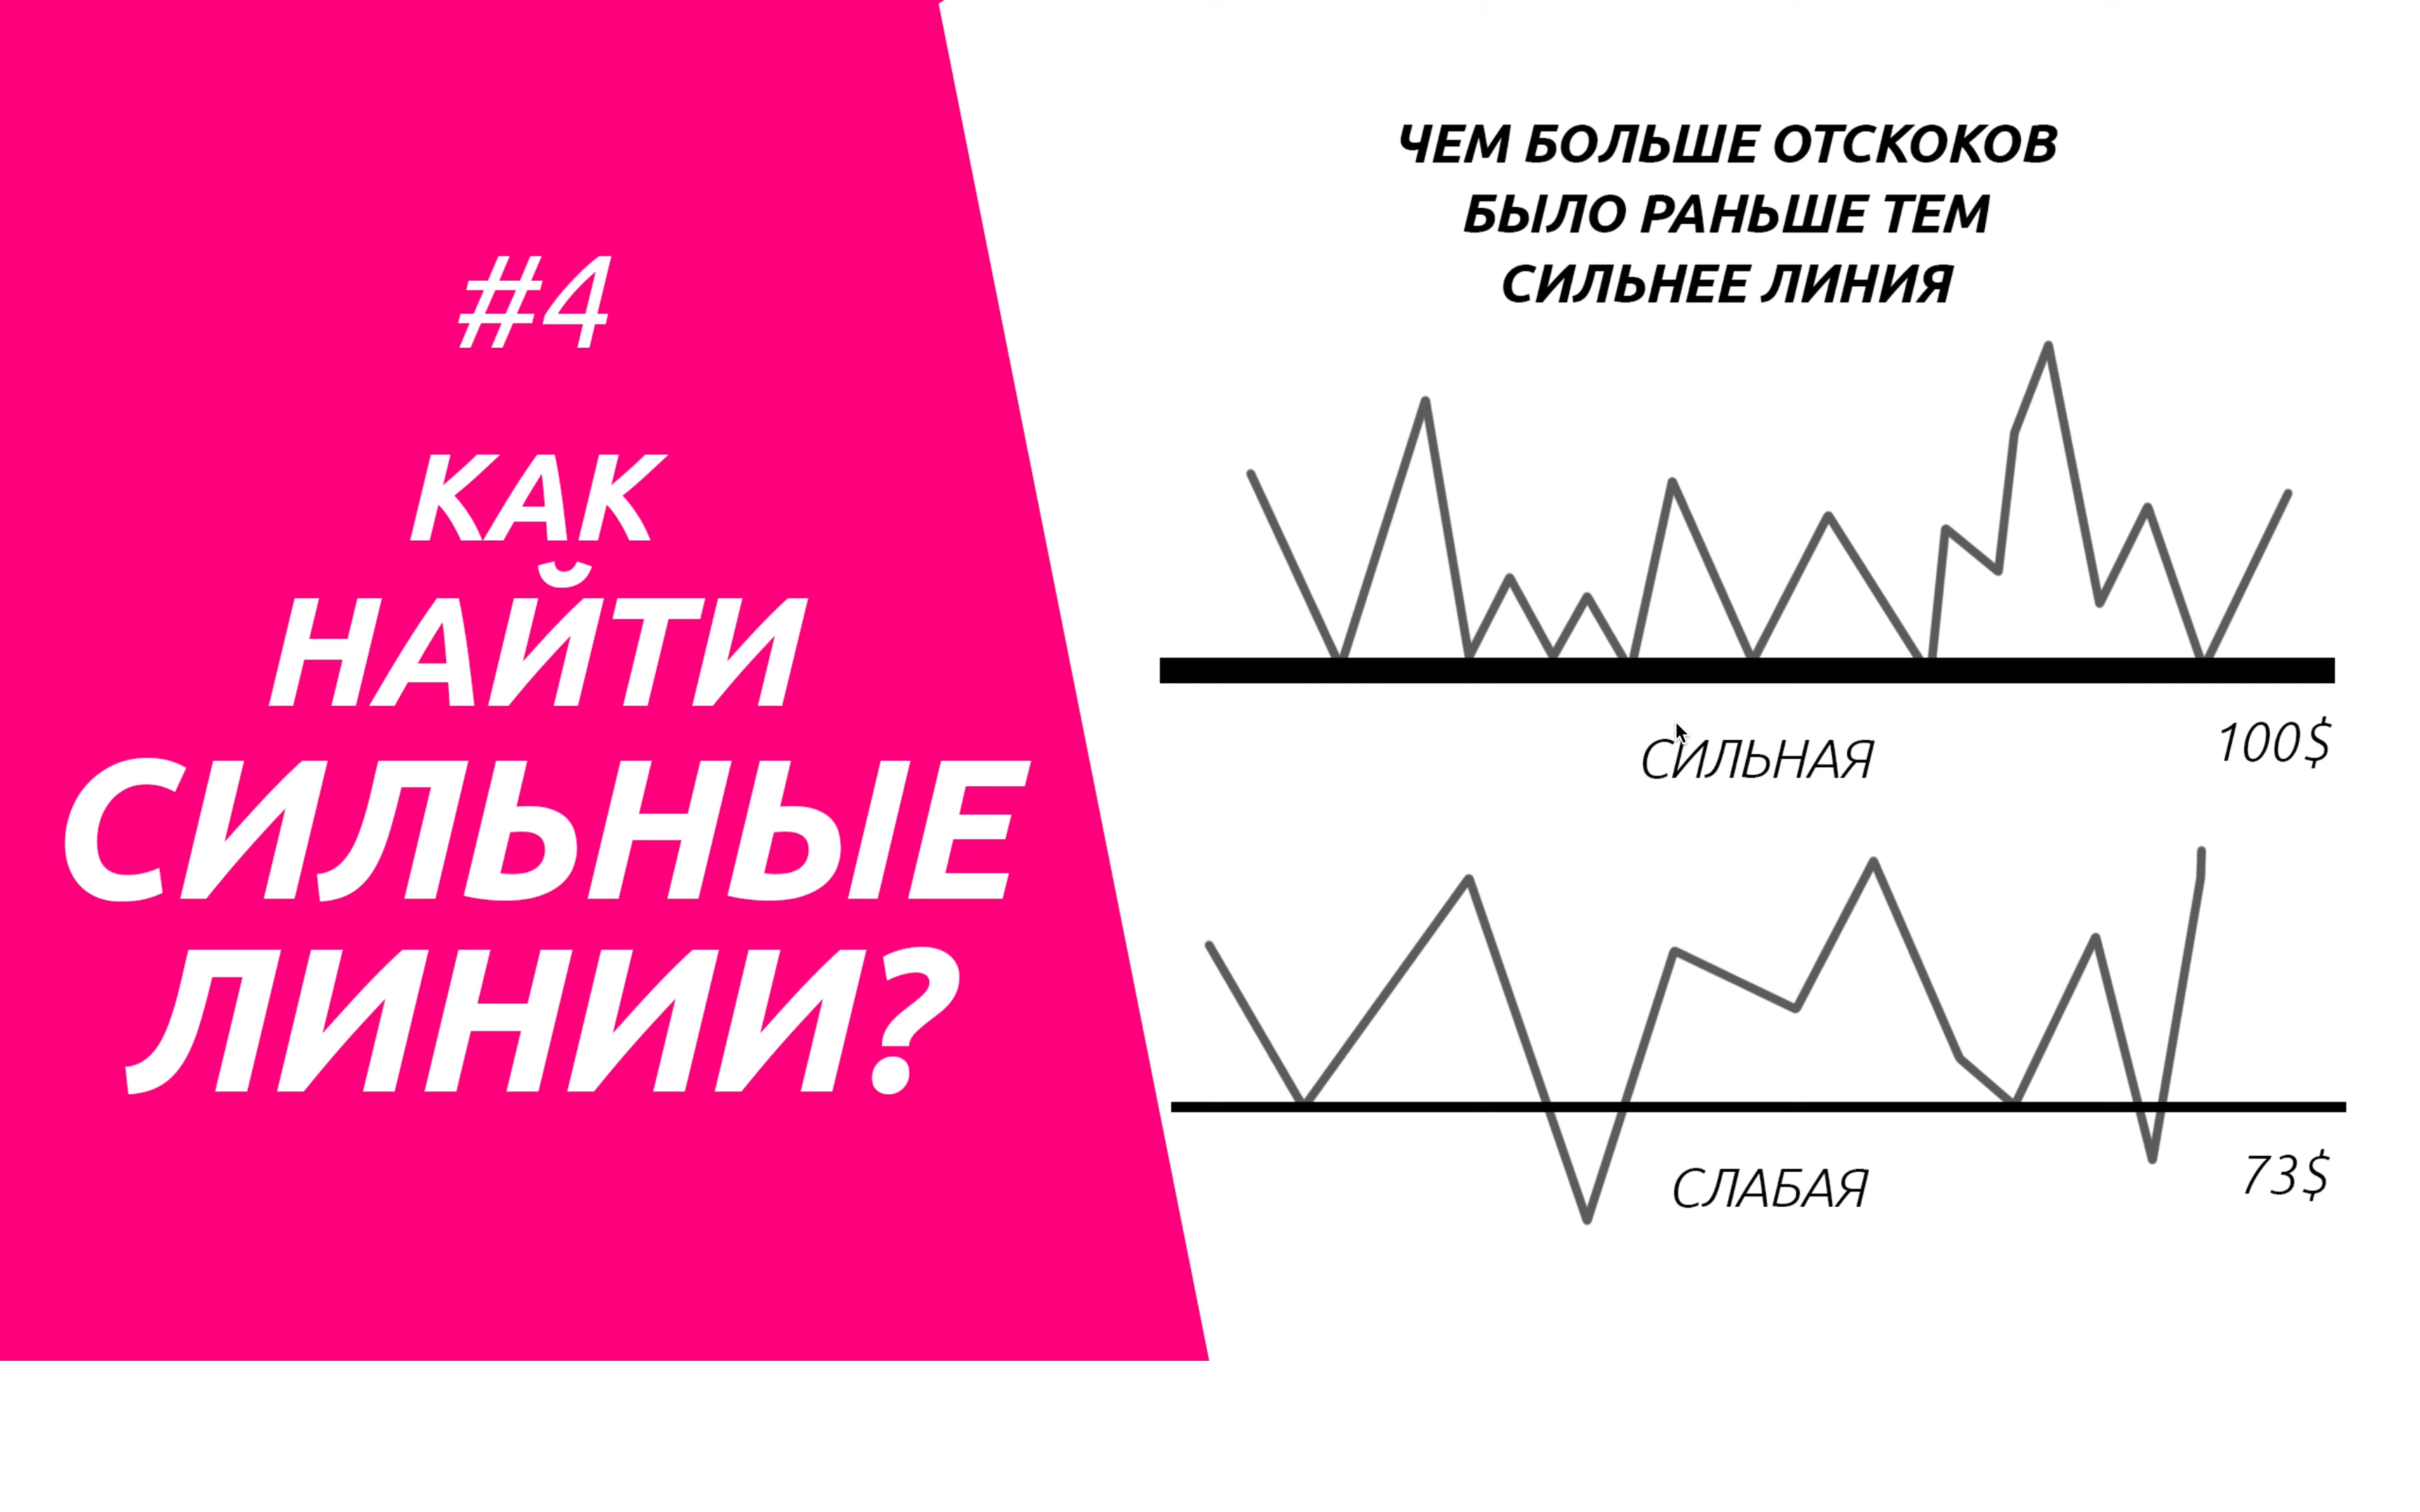 #4
КАК
НАЙТИ
СИЛЬНЫЕ
ЛИНИИ?
ЧЕМ БОЛЬШЕ ОТСКОКОВ
БЫЛО РАНЬШЕ ТЕМ
СИЛЬНЕЕ ЛИНИЯ
СИЛЬНАЯ
100$
СЛАБАЯ
73$